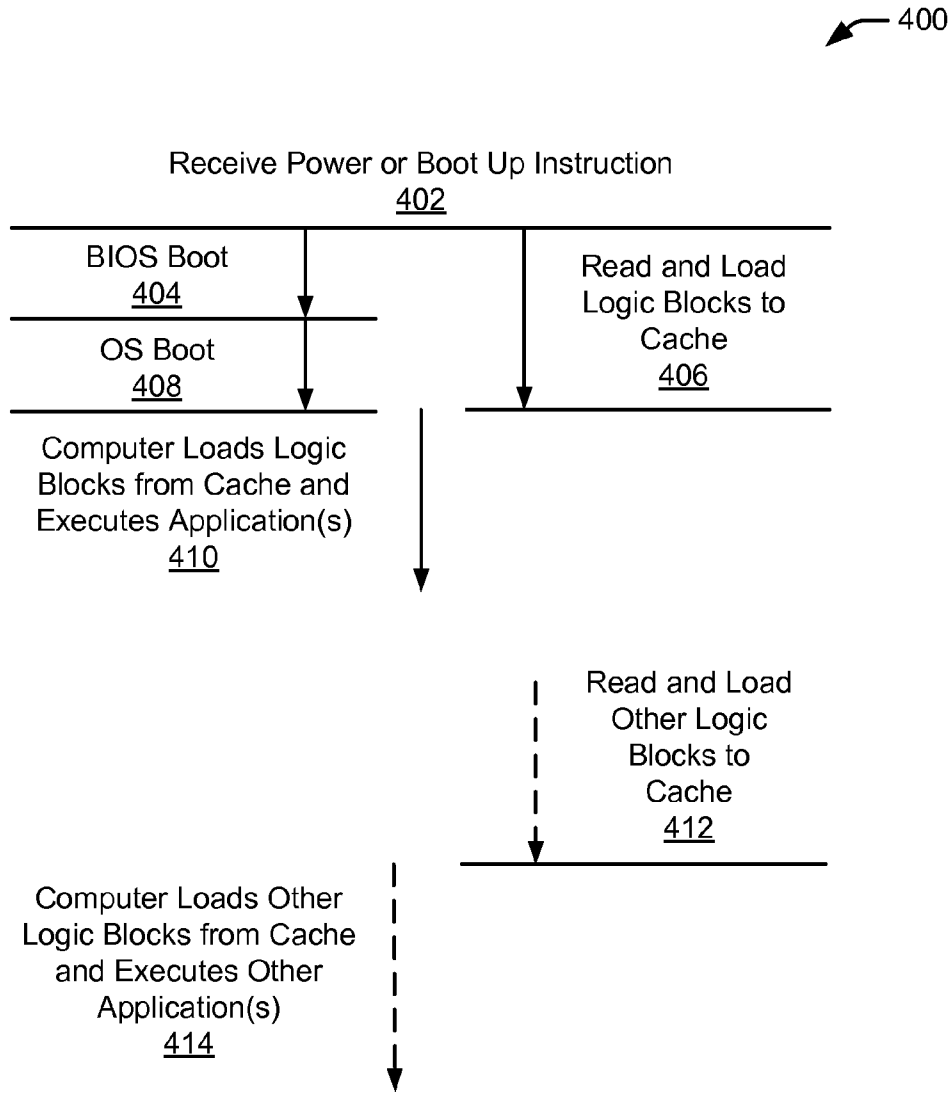 400
Receive Power or Boot Up Instruction
402
BIOS Boot
404
OS Boot
408
Read and Load
Logic Blocks to
Cache
406
Computer Loads Logic
Blocks from Cache and
Executes Application(s)
410
Read and Load
Other Logic
Blocks to
Cache
412
Computer Loads Other
Logic Blocks from Cache
and Executes Other
Application(s)
414